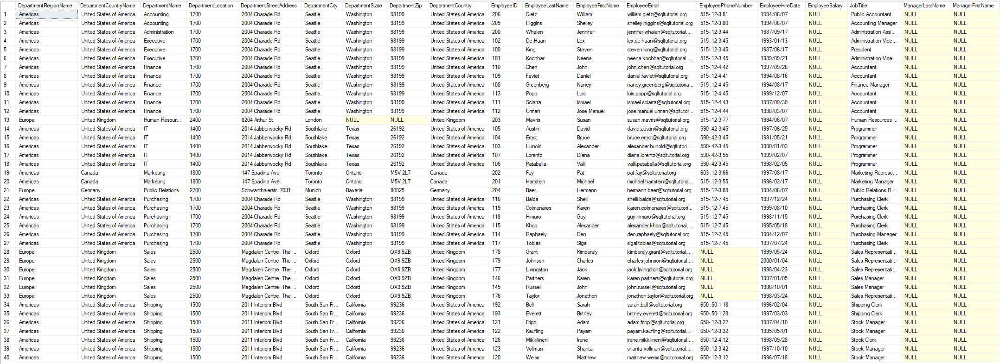 DepartmentRegionName DepartmentCountryName DepartmentName DepartmentLocation DepartmentStreetAddress DepartmentCity DepartmentState DepartmentZip DepartmentCountry EmployeeID EmployeeLastName EmployeeFirstName EmployeeEmail EmployeePhoneNumber EmployeeHireDate EmployeeSalary JobTitle ManagerLastName ManagerFirstName
1 Americas United States of America Accounting 1700 2004 Charade Rd Seattle Washington 98199 United States of America 206 Gietz William william.gietz@sqltutorial.org 515-.12-3.81 1994/06/07 NULL Public Accountant NULL NULL
2 Americas United States of America Accounting 1700 2004 Charade Rd Seattle Washington 98199 United States of America 205 Higgins Shelley shelley.higgins@sqltutorial.org 515-.12-3.80 1994/06/07 NULL Accounting Manager NULL NULL
3 Americas United States of America Administration 1700 2004 Charade Rd Seattle Washington 98199 United States of America 200 Whalen Jennifer jennifer.whalen@sqltutorial.... 515-.12-3.44 1987/09/17 NULL Administration Assi... NULL NULL
4 Americas United States of America Executive 1700 2004 Charade Rd Seattle Washington 98199 United States of America 102 De Haan Lex lex.de haan@sqltutorial.org 515-.12-3.45 1993/01/13 NULL Administration Vice... NULL NULL
5 Americas United States of America Executive 1700 2004 Charade Rd Seattle Washington 98199 United States of America 100 King Steven steven.king@sqltutorial.org 515-.12-3.45 1987/06/17 NULL President NULL NULL
6 Americas United States of America Executive 1700 2004 Charade Rd Seattle Washington 98199 United States of America 101 Kochhar Neena neena.kochhar@sqltutorial.... 515-.12-3.45 1989/09/21 NULL Administration Vice... NULL NULL
7 Americas United States of America Finance 1700 2004 Charade Rd Seattle Washington 98199 United States of America 110 Chen John john.chen@sqltutorial.org 515-.12-4.42 1997/09/28 NULL Accountant NULL NULL
8 Americas United States of America Finance 1700 2004 Charade Rd Seattle Washington 98199 United States of America 109 Faviet Daniel daniel.faviet@sqltutorial.org 515-.12-4.41 1994/08/16 NULL Accountant NULL NULL
9 Americas United States of America Finance 1700 2004 Charade Rd Seattle Washington 98199 United States of America 108 Greenberg Nancy nancy.greenberg@sqltutoria... 515-.12-4.45 1994/08/17 NULL Finance Manager NULL NULL
10 Americas United States of America Finance 1700 2004 Charade Rd Seattle Washington 98199 United States of America 113 Popp Luis luis.popp@sqltutorial.org 515-.12-4.45 1999/12/07 NULL Accountant NULL NULL
11 Americas United States of America Finance 1700 2004 Charade Rd Seattle Washington 98199 United States of America 111 Sciarra Ismael ismael.sciarra@sqltutorial.org 515-.12-4.43 1997/09/30 NULL Accountant NULL NULL
12 Americas United States of America Finance 1700 2004 Charade Rd Seattle Washington 98199 United States of America 112 Urman Jose Manuel jose manuel.urman@sqltutor... 515-.12-4.44 1998/03/07 NULL Accountant NULL NULL
13 Europe United Kingdom Human Resour... 2400 8204 Arthur St London NULL NULL United Kingdom 203 Mavris Susan susan.mavris@sqltutorial.org 515-.12-3.77 1994/06/07 NULL Human Resources ... NULL NULL
14 Americas United States of America IT 1400 2014 Jabberwocky Rd Southlake Texas 26192 United States of America 105 Austin David david.austin@sqltutorial.org 590-.42-3.45 1997/06/25 NULL Programmer NULL NULL
15 Americas United States of America IT 1400 2014 Jabberwocky Rd Southlake Texas 26192 United States of America 104 Ernst Bruce bruce.ernst@sqltutorial.org 590-.42-3.45 1991/05/21 NULL Programmer NULL NULL
16 Americas United States of America IT 1400 2014 Jabberwocky Rd Southlake Texas 26192 United States of America 103 Hunold Alexander alexander.hunold@sqltutori... 590-.42-3.45 1990/01/03 NULL Programmer NULL NULL
17 Americas United States of America IT 1400 2014 Jabberwocky Rd Southlake Texas 26192 United States of America 107 Lorentz Diana diana.lorentz@sqltutorial.org 590-.42-3.55 1999/02/07 NULL Programmer NULL NULL
18 Americas United States of America IT 1400 2014 Jabberwocky Rd Southlake Texas 26192 United States of America 106 Pataballa Valli valli.pataballa@sqltutorial.org 590-.42-3.45 1998/02/05 NULL Programmer NULL NULL
19 Americas Canada Marketing 1800 147 Spadina Ave Toronto Ontario M5V 2L7 Canada 202 Fay Pat pat.fay@sqltutorial.org 603-.12-3.66 1997/08/17 NULL Marketing Represe... NULL NULL
20 Americas Canada Marketing 1800 147 Spadina Ave Toronto Ontario M5V 2L7 Canada 201 Hartstein Michael michael.hartstein@sqltutoria... 515-.12-3.55 1996/02/17 NULL Marketing Manager NULL NULL
21 Europe Germany Public Relations 2700 Schwanthalerstr. 7031 Munich Bavaria 80925 Germany 204 Baer Hermann hermann.baer@sqltutorial.org 515-.12-3.88 1994/06/07 NULL Public Relations R... NULL NULL
22 Americas United States of America Purchasing 1700 2004 Charade Rd Seattle Washington 98199 United States of America 116 Baida Shelli shelli.baida@sqltutorial.org 515-.12-7.45 1997/12/24 NULL Purchasing Clerk NULL NULL
23 Americas United States of America Purchasing 1700 2004 Charade Rd Seattle Washington 98199 United States of America 119 Colmenares Karen karen.colmenares@sqltutori... 515-.12-7.45 1999/08/10 NULL Purchasing Clerk NULL NULL
24 Americas United States of America Purchasing 1700 2004 Charade Rd Seattle Washington 98199 United States of America 118 Himuro Guy guy.himuro@sqltutorial.org 515-.12-7.45 1998/11/15 NULL Purchasing Clerk NULL NULL
25 Americas United States of America Purchasing 1700 2004 Charade Rd Seattle Washington 98199 United States of America 115 Khoo Alexander alexander.khoo@sqltutorial.... 515-.12-7.45 1995/05/18 NULL Purchasing Clerk NULL NULL
26 Americas United States of America Purchasing 1700 2004 Charade Rd Seattle Washington 98199 United States of America 114 Raphaely Den den.raphaely@sqltutorial.org 515-.12-7.45 1994/12/07 NULL Purchasing Manager NULL NULL
27 Americas United States of America Purchasing 1700 2004 Charade Rd Seattle Washington 98199 United States of America 117 Tobias Sigal sigal.tobias@sqltutorial.org 515-.12-7.45 1997/07/24 NULL Purchasing Clerk NULL NULL
28 Europe United Kingdom Sales 2500 Magdalen Centre, The ... Oxford Oxford OX9 9ZB United Kingdom 178 Grant Kimberely kimberely.grant@sqltutorial.... NULL 1999/05/24 NULL Sales Representati... NULL NULL
29 Europe United Kingdom Sales 2500 Magdalen Centre, The ... Oxford Oxford OX9 9ZB United Kingdom 179 Johnson Charles charles.johnson@sqltutorial.... NULL 2000/01/04 NULL Sales Representati... NULL NULL
30 Europe United Kingdom Sales 2500 Magdalen Centre, The ... Oxford Oxford OX9 9ZB United Kingdom 177 Livingston Jack jack.livingston@sqltutorial.org NULL 1998/04/23 NULL Sales Representati... NULL NULL
31 Europe United Kingdom Sales 2500 Magdalen Centre, The ... Oxford Oxford OX9 9ZB United Kingdom 146 Partners Karen karen.partners@sqltutorial.org NULL 1997/01/05 NULL Sales Manager NULL NULL
32 Europe United Kingdom Sales 2500 Magdalen Centre, The ... Oxford Oxford OX9 9ZB United Kingdom 145 Russell John john.russell@sqltutorial.org NULL 1996/10/01 NULL Sales Manager NULL NULL
33 Europe United Kingdom Sales 2500 Magdalen Centre, The ... Oxford Oxford OX9 9ZB United Kingdom 176 Taylor Jonathon jonathon.taylor@sqltutorial.org NULL 1998/03/24 NULL Sales Representati... NULL NULL
34 Americas United States of America Shipping 1500 2011 Interiors Blvd South San Fr... California 99236 United States of America 192 Bell Sarah sarah.bell@sqltutorial.org 650-.50-1.18 1996/02/04 NULL Shipping Clerk NULL NULL
35 Americas United States of America Shipping 1500 2011 Interiors Blvd South San Fr... California 99236 United States of America 193 Everett Britney britney.everett@sqltutorial.org 650-.50-1.28 1997/03/03 NULL Shipping Clerk NULL NULL
36 Americas United States of America Shipping 1500 2011 Interiors Blvd South San Fr... California 99236 United States of America 121 Fripp Adam adam.fripp@sqltutorial.org 650-.12-3.22 1997/04/10 NULL Stock Manager NULL NULL
37 Americas United States of America Shipping 1500 2011 Interiors Blvd South San Fr... California 99236 United States of America 122 Kaufling Payam payam.kaufling@sqltutorial.... 650-.12-3.32 1995/05/01 NULL Stock Manager NULL NULL
38 Americas United States of America Shipping 1500 2011 Interiors Blvd South San Fr... California 99236 United States of America 126 Mikkilineni Irene irene.mikkilineni@sqltutorial.... 650-.12-4.12 1998/09/28 NULL Stock Clerk NULL NULL
39 Americas United States of America Shipping 1500 2011 Interiors Blvd South San Fr... California 99236 United States of America 123 Vollman Shanta shanta.vollman@sqltutorial.... 650-.12-3.42 1997/10/10 NULL Stock Manager NULL NULL
40 Americas United States of America Shipping 1500 2011 Interiors Blvd South San Fr... California 99236 United States of America 120 Weiss Matthew matthew.weiss@sqltutorial.org 650-.12-3.12 1996/07/18 NULL Stock Manager NULL NULL